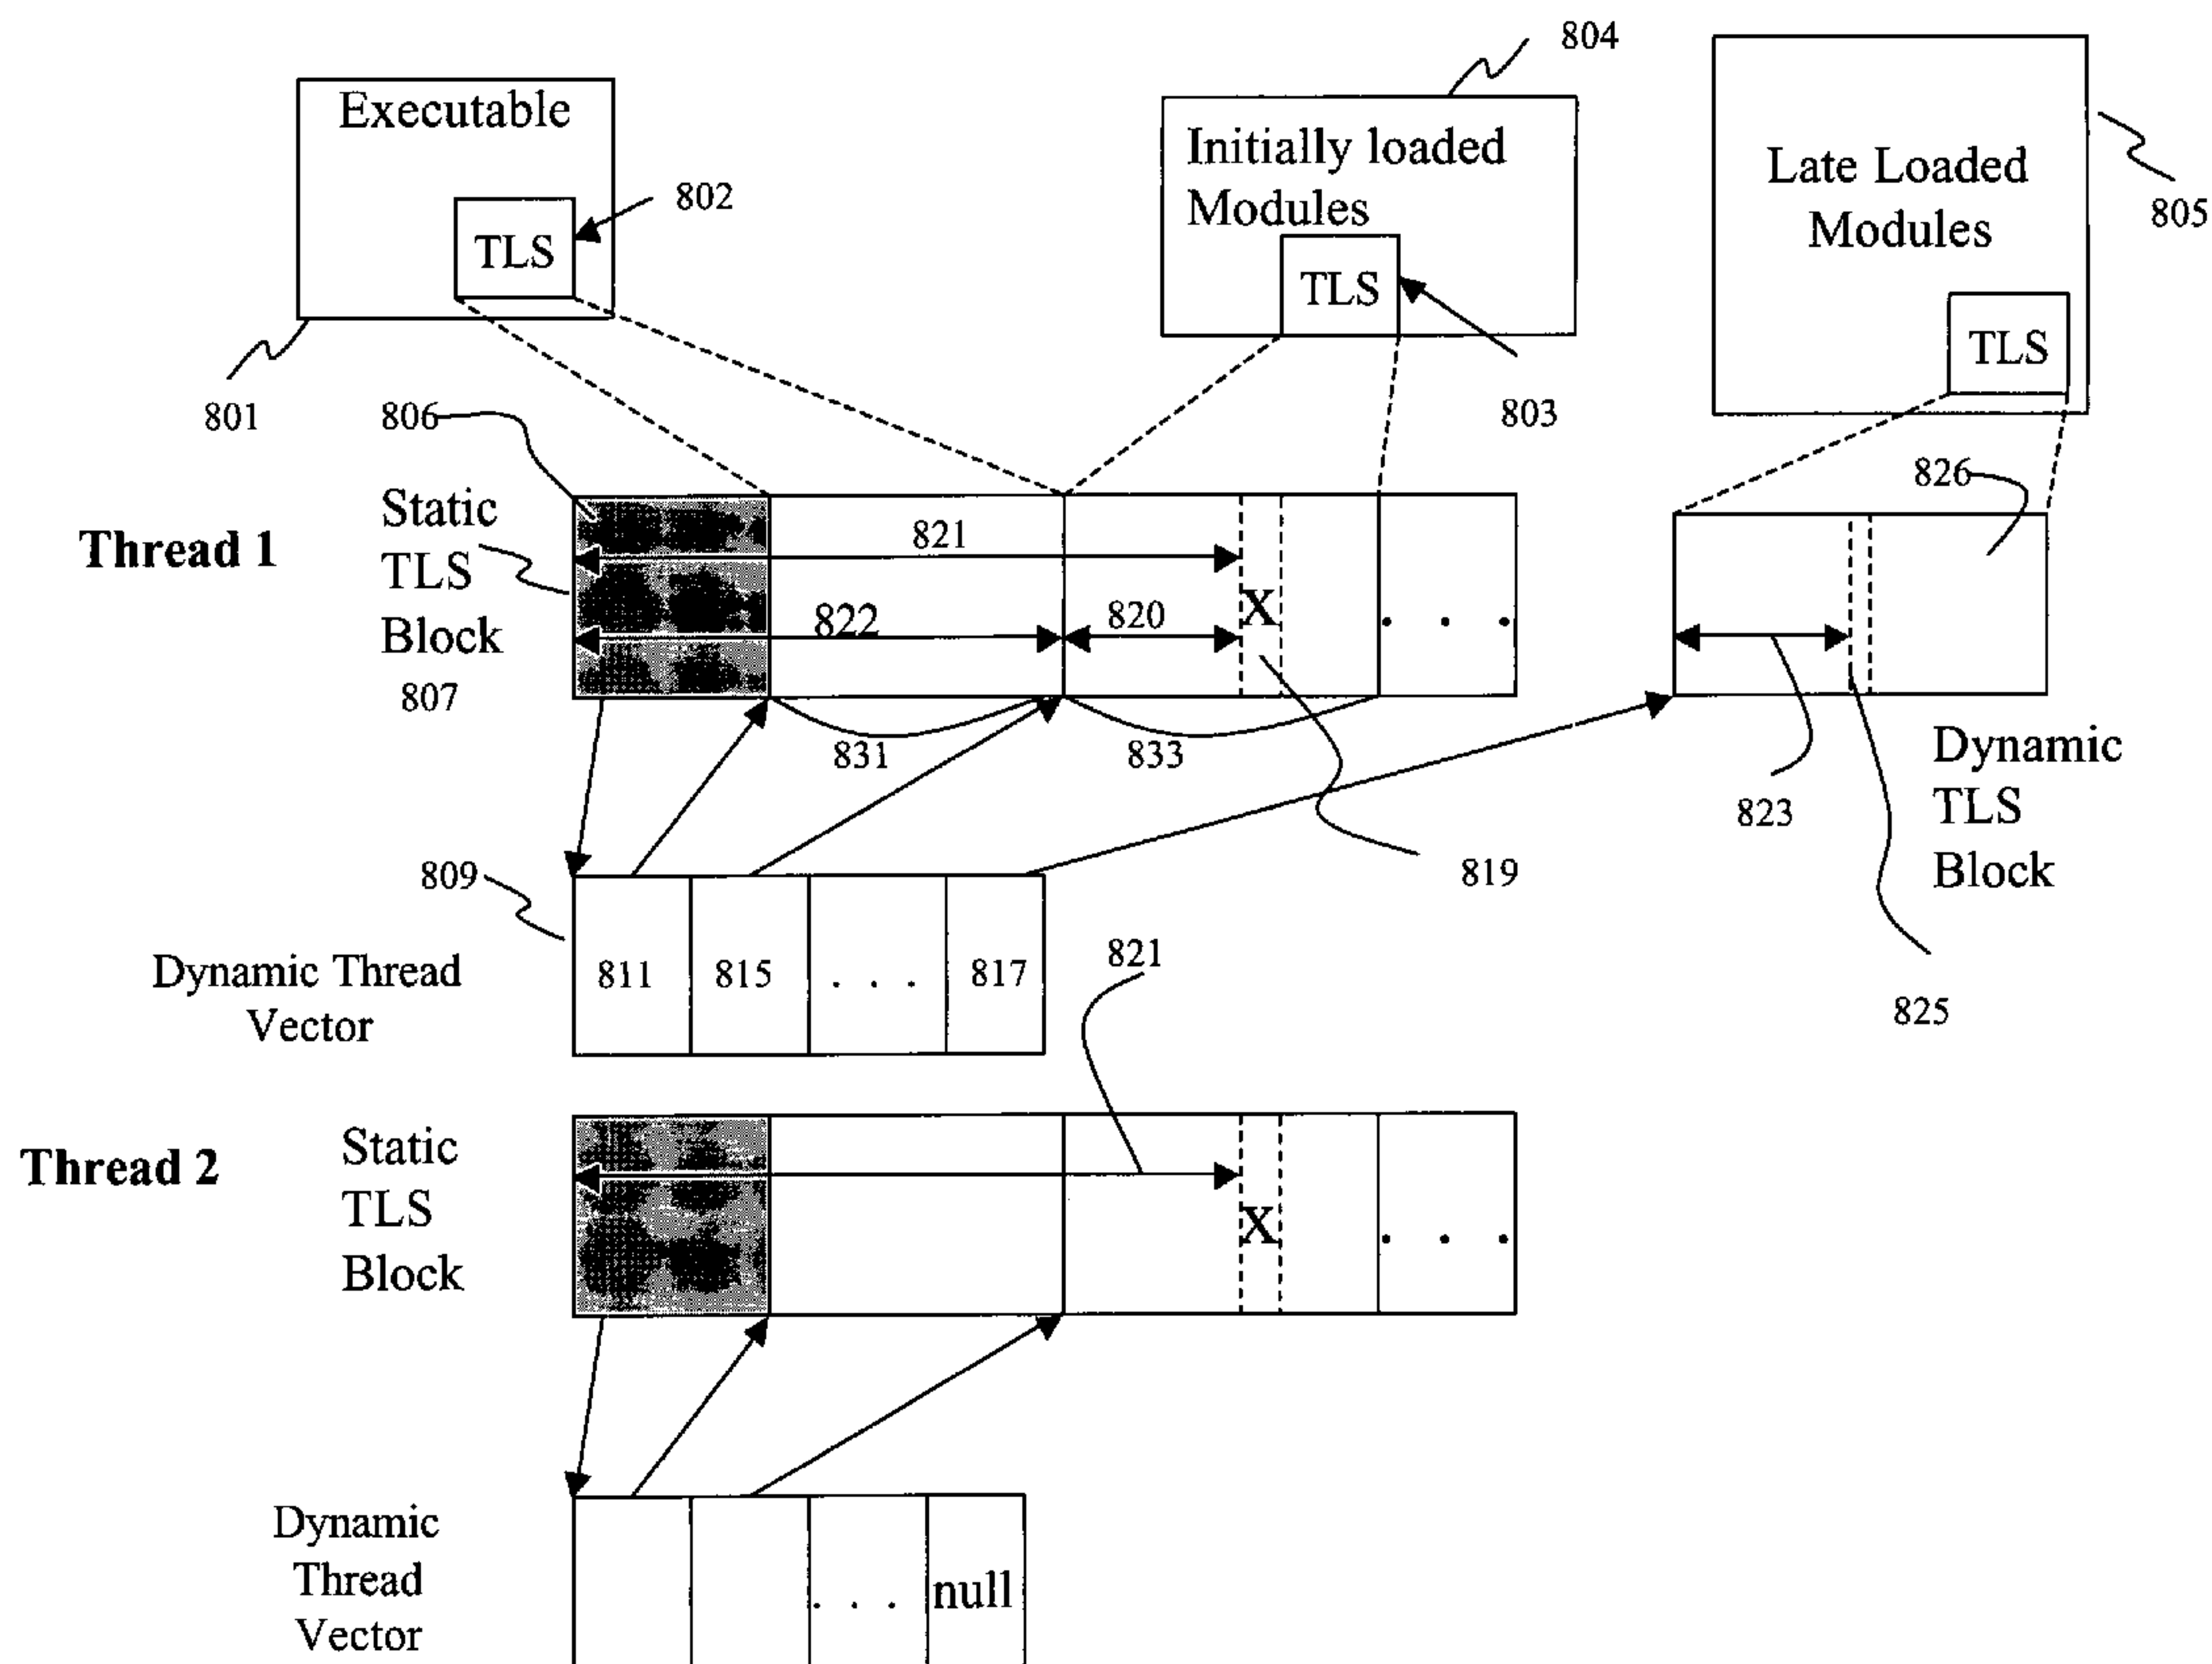 804
Executable
Initially loaded
Modules
Late Loaded
Modules
802
805
TLS
TLS
TLS
801
806
803
826
Static
TLS
Block
807
Thread 1
821
822
820
X
. . .
831
833
823
Dynamic
TLS
Block
819
809
821
825
Dynamic Thread
Vector
811
815
. . .
817
Thread 2
Static
TLS
Block
X
. . .
Dynamic
Thread
Vector
. . .
null